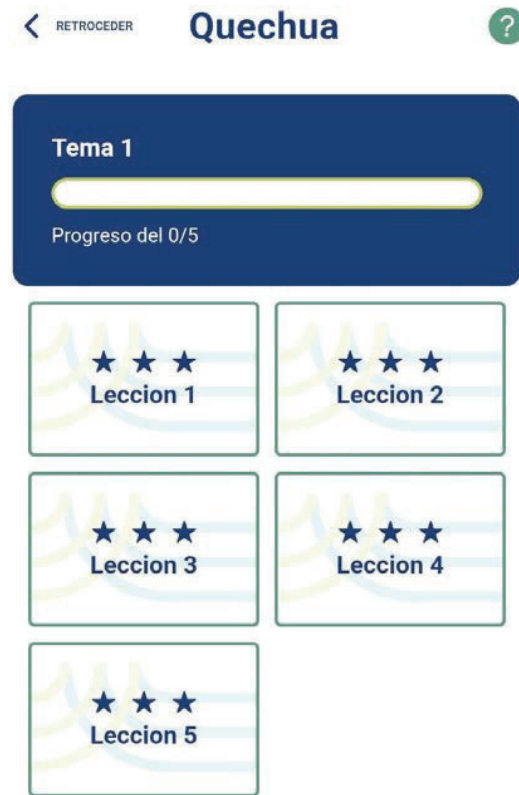 RETROCEDER Quechua ?
Tema 1
Progreso del 0/5
Leccion 1
Leccion 2
Leccion 3
Leccion 4
Leccion 5